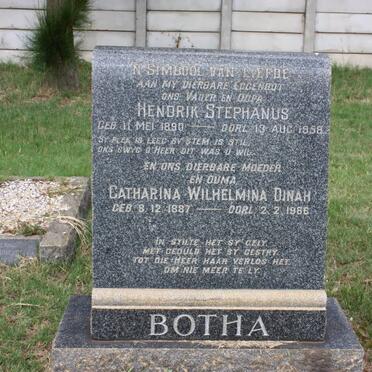 'N SIMBOOL VAN LIEFDE
AAN MY DIERBARE EGGENOOT
ONS VADER EN OUPA
HENDRIK STEPHANUS
GEB. 11 MEI 1890 — OORL. 13 AUG. 1958.
SY PLEK IS LEEG SY STEM IS STIL,
ONS SWYG O HEER DIT WAS U WIL.
EN ONS DIERBARE MOEDER
EN OUMA
CATHARINA WILHELMINA DINAH
GEB. 8.12.1887 — OORL. 2.2.1986
IN STILTE HET SY GELY,
MET GEDULD HET SY GESTRY,
TOT DIE HEER HAAR VERLOS HET,
OM NIE MEER TE LY.
BOTHA